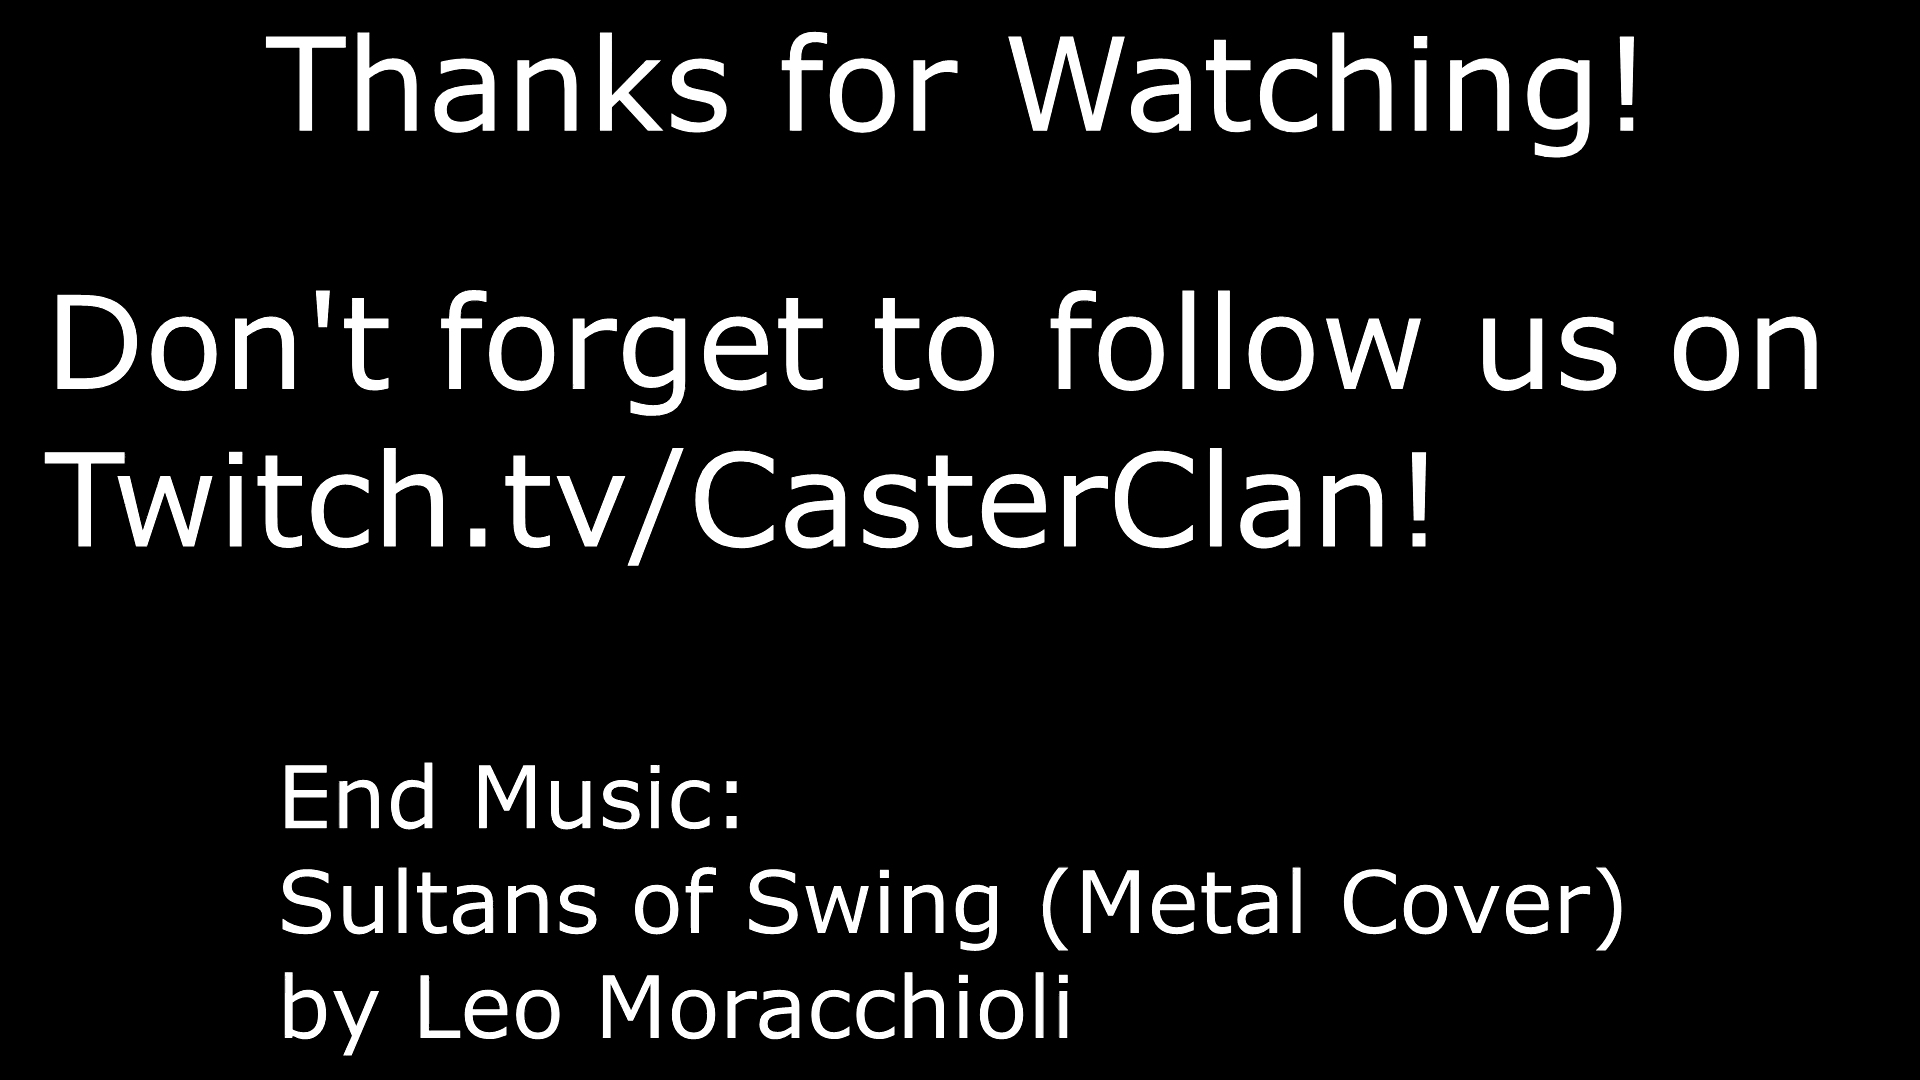 Thanks for Watching!
Don't forget to follow us on
Twitch.tv/CasterClan!
End Music:
Sultans of Swing (Metal Cover)
by Leo Moracchioli